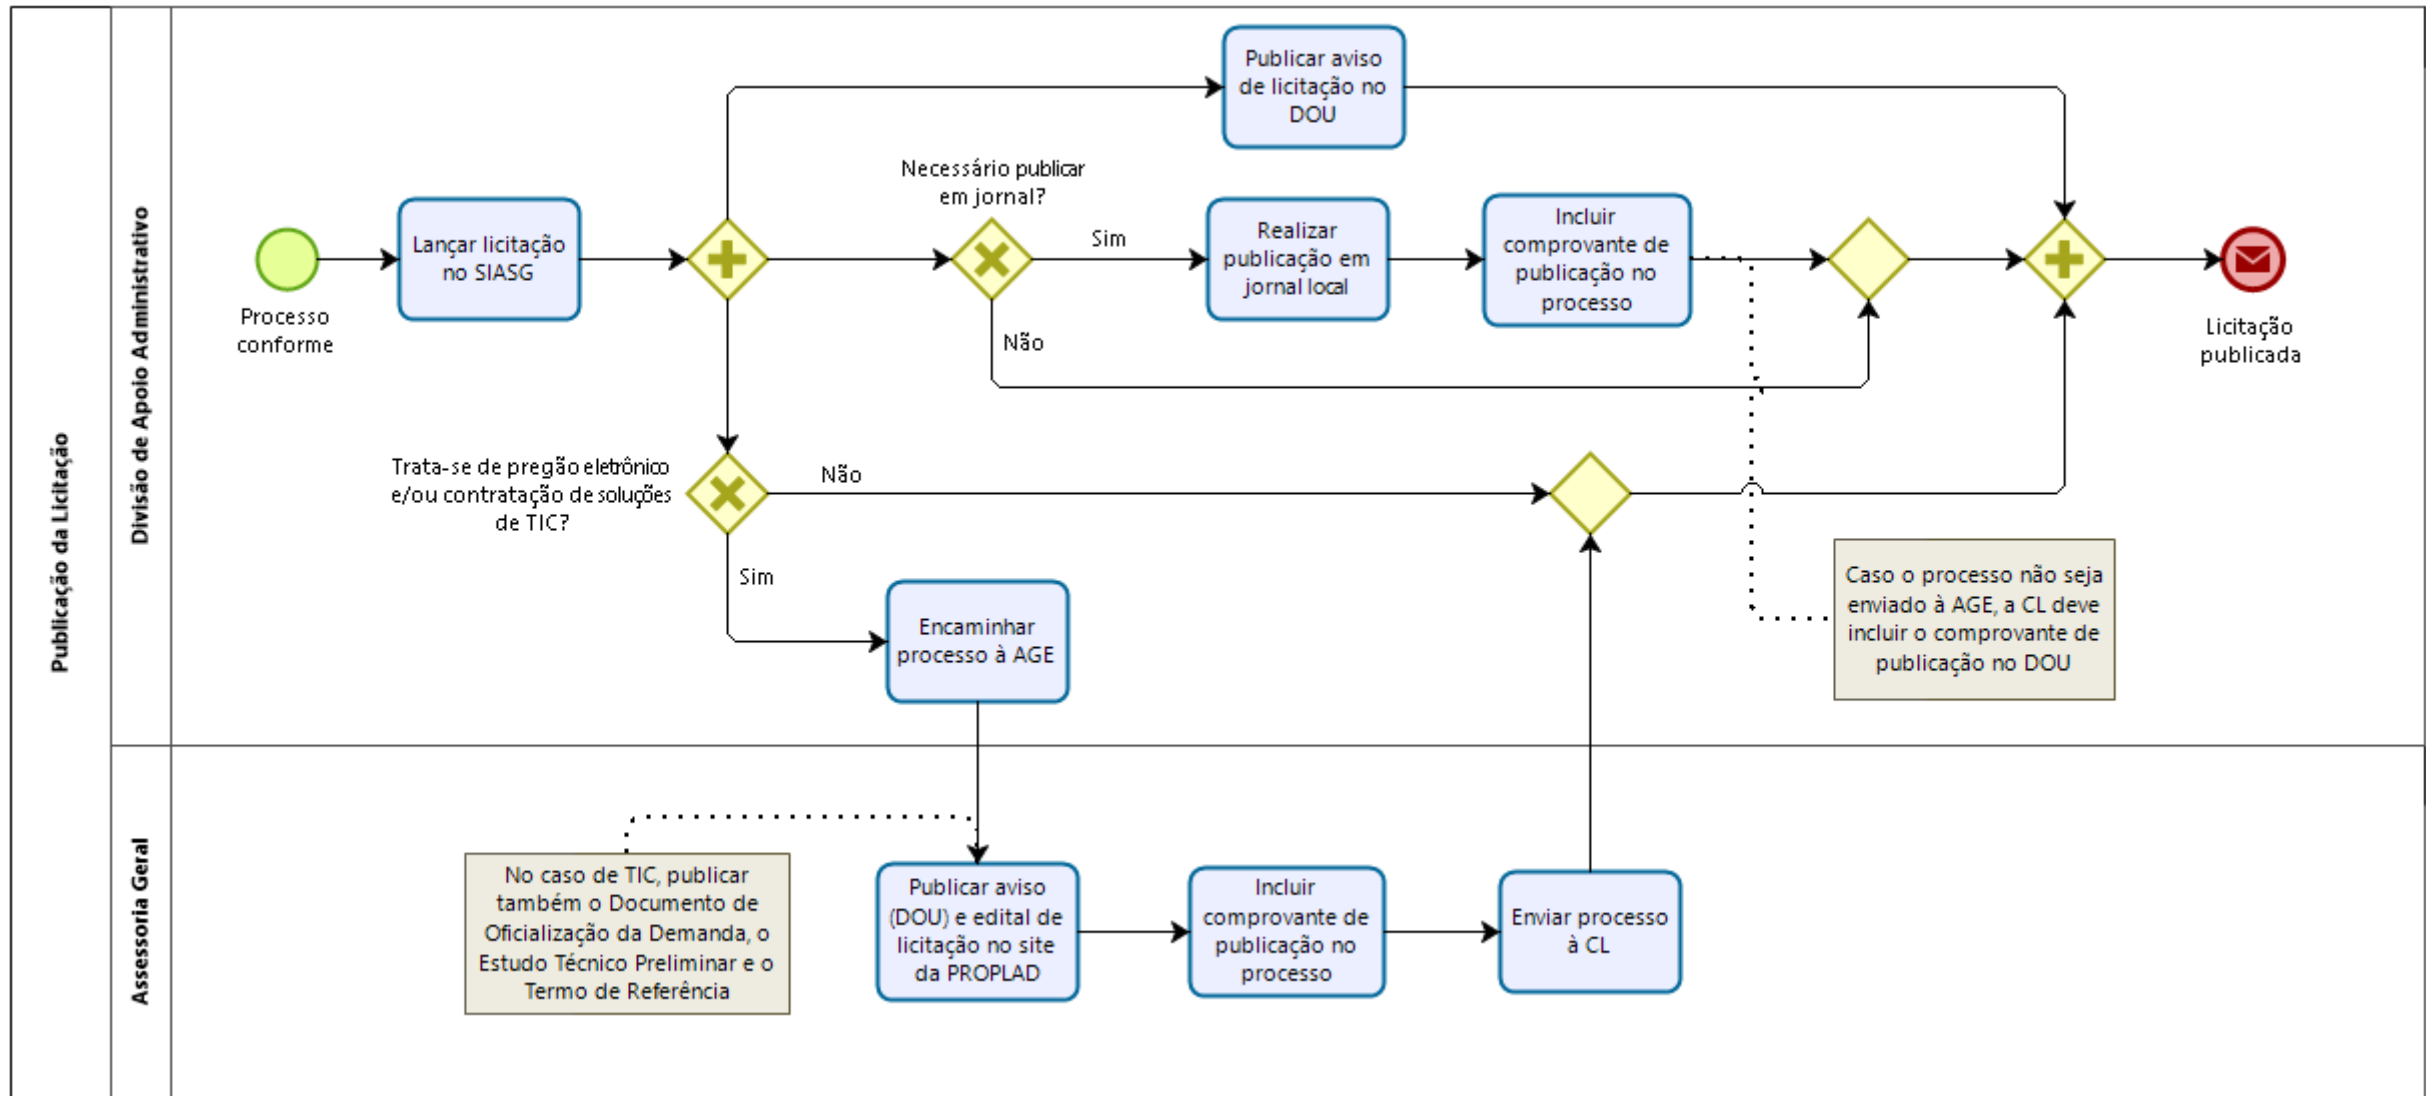 Publicação da Licitação
Divisão de Apoio Administrativo
Processo
conforme
Lançar licitação
no SIASG
Publicar aviso
de licitação no
DOU
Necessário publicar
em jornal?
Sim
Não
Realizar
publicação em
jornal local
Incluir
comprovante de
publicação no
processo
Licitação
publicada
Trata-se de pregão eletrônico
e/ou contratação de soluções
de TIC?
Não
Sim
Encaminhar
processo à AGE
Caso o processo não seja
enviado à AGE, a CL deve
incluir o comprovante de
publicação no DOU
Assessoria Geral
No caso de TIC, publicar
também o Documento de
Oficialização da Demanda, o
Estudo Técnico Preliminar e o
Termo de Referência
Publicar aviso
(DOU) e edital de
licitação no site
da PROPLAD
Incluir
comprovante de
publicação no
processo
Enviar processo
à CL